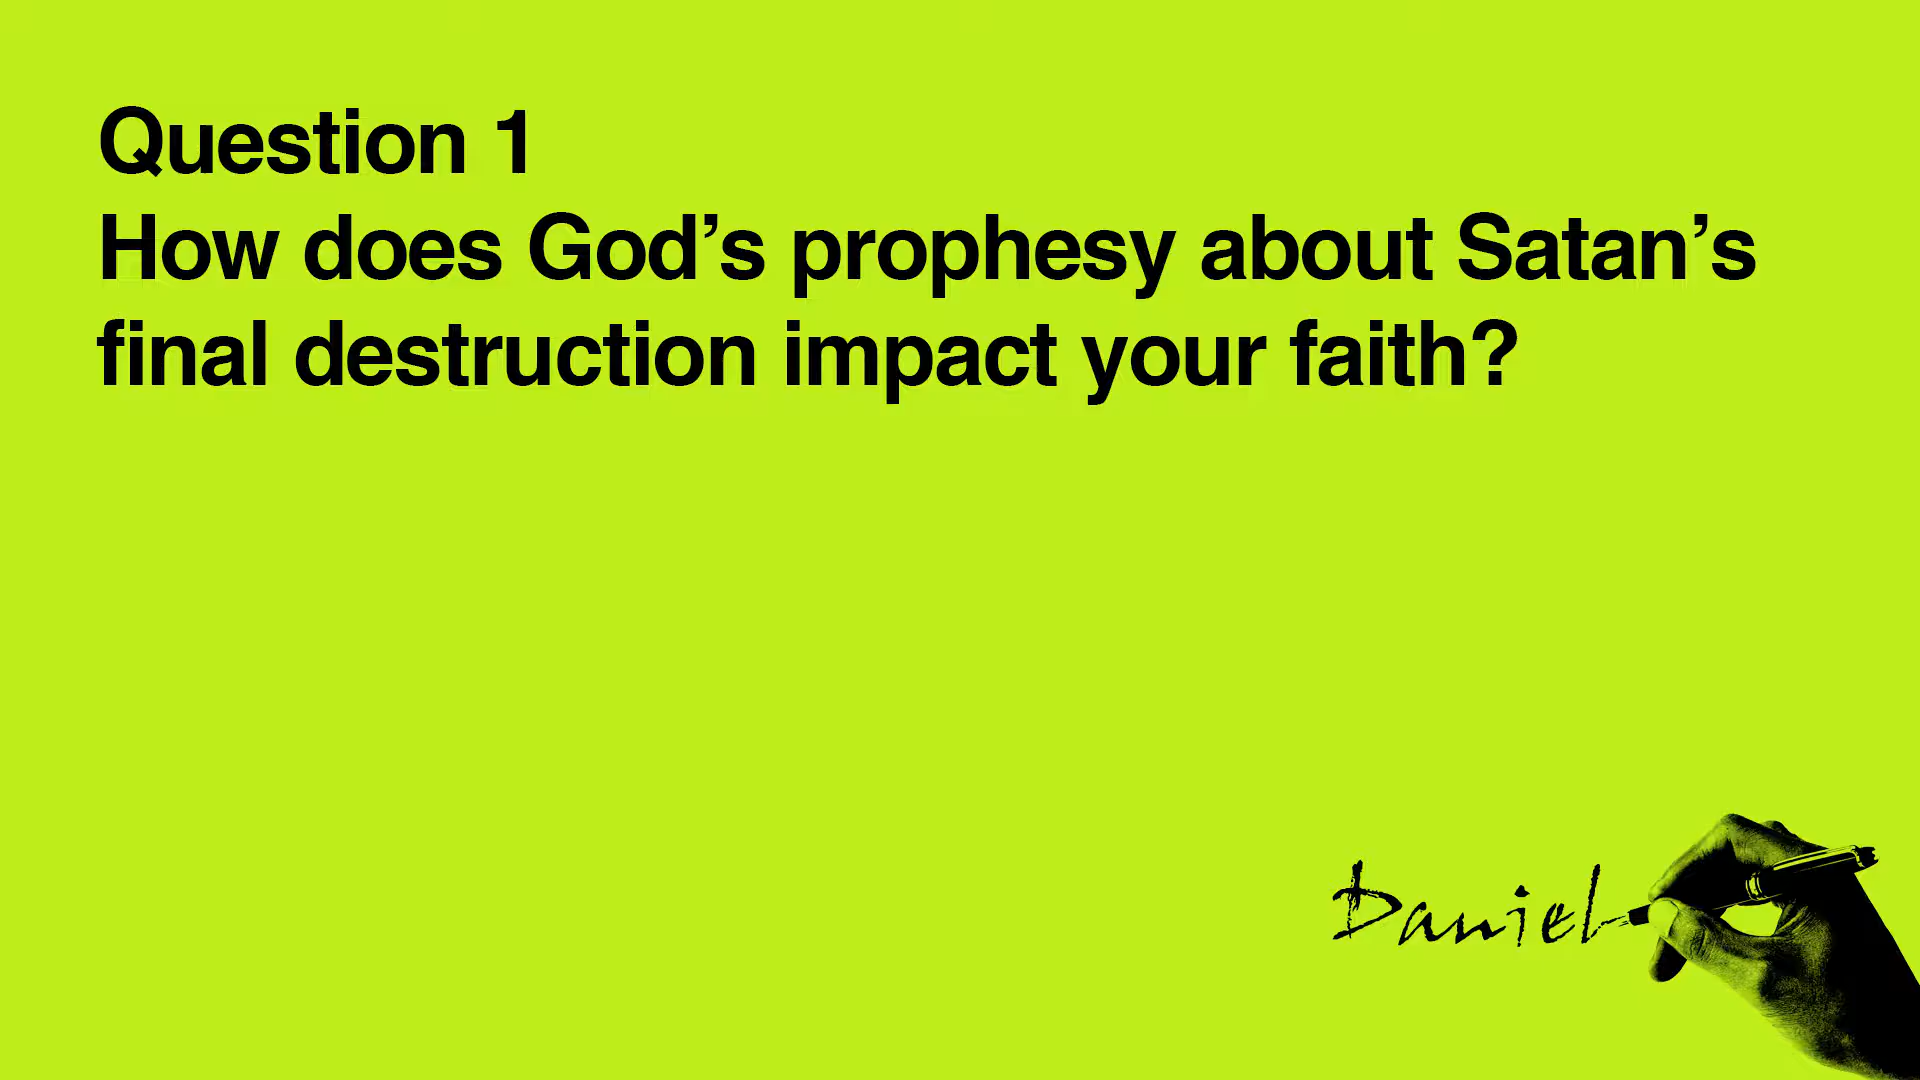 Question 1
How does God’s prophesy about Satan’s
final destruction impact your faith?
Daniel